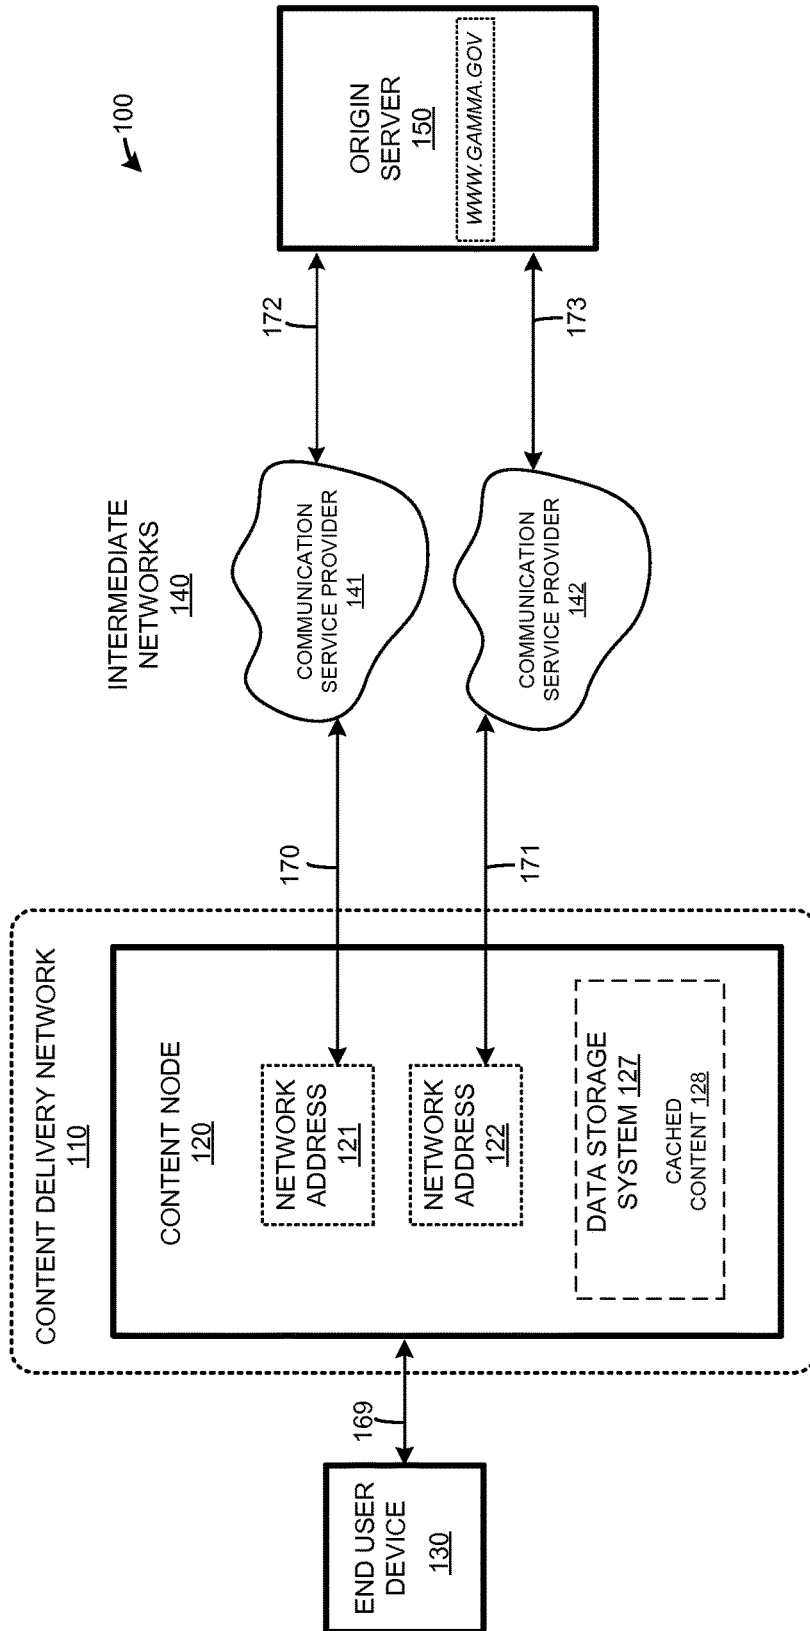 100
CONTENT DELIVERY NETWORK
110
CONTENT NODE
120
NETWORK
ADDRESS
121
NETWORK
ADDRESS
122
DATA STORAGE
SYSTEM 127
CACHED
CONTENT 128
END USER
DEVICE
130
169
170
171
INTERMEDIATE
NETWORKS
140
COMMUNICATION
SERVICE PROVIDER
141
COMMUNICATION
SERVICE PROVIDER
142
172
173
ORIGIN
SERVER
150
WWW.GAMMA.GOV